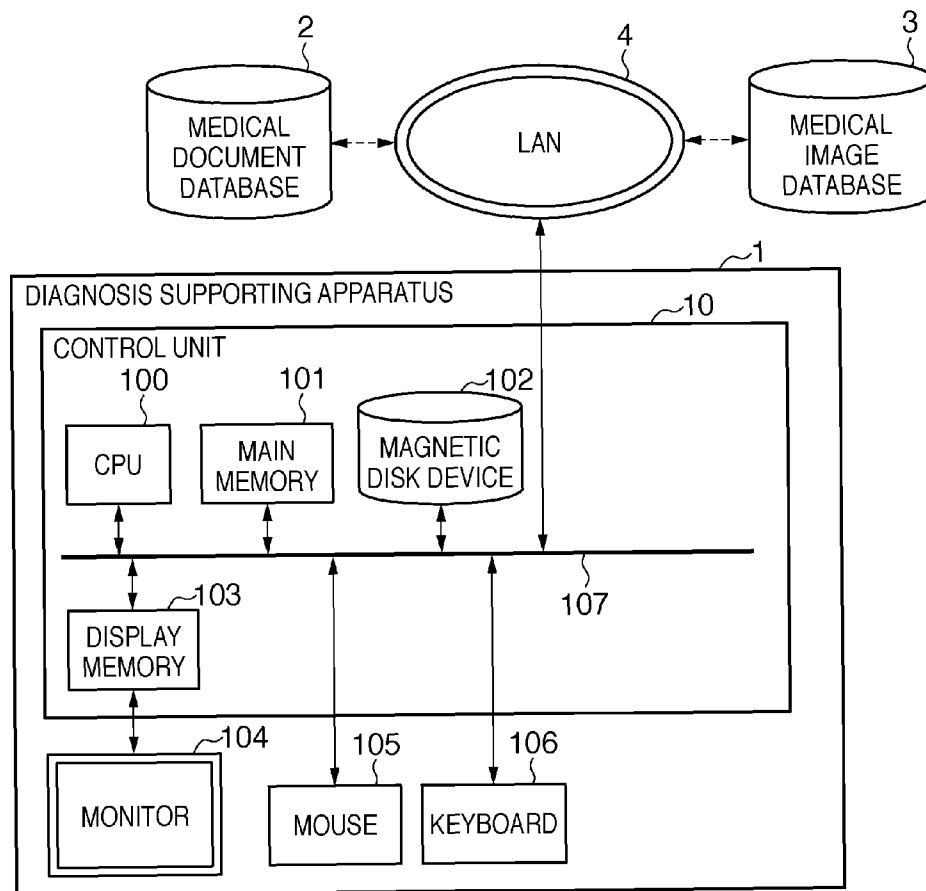 2
4
3
MEDICAL
DOCUMENT
DATABASE
LAN
MEDICAL
IMAGE
DATABASE
1
DIAGNOSIS SUPPORTING APPARATUS
10
CONTROL UNIT
100
101
102
CPU
MAIN
MEMORY
MAGNETIC
DISK DEVICE
103
107
DISPLAY
MEMORY
104
105
106
MONITOR
MOUSE
KEYBOARD